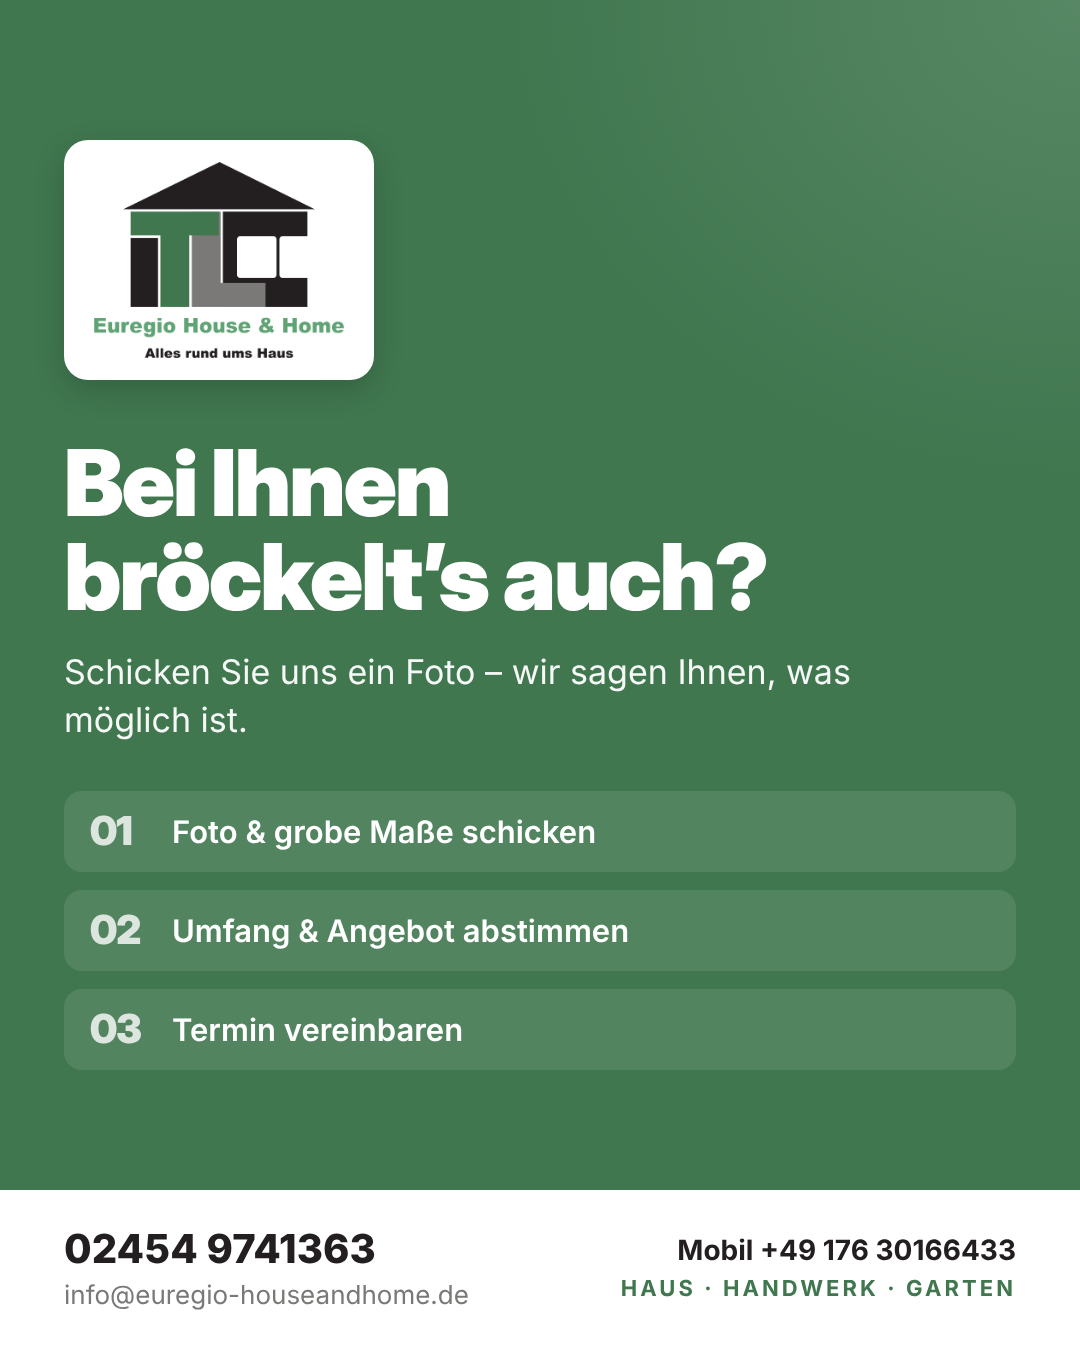 TLC
Euregio House & Home
Alles rund ums Haus
Bei Ihnen
bröckelt’s auch?
Schicken Sie uns ein Foto – wir sagen Ihnen, was
möglich ist.
01 Foto & grobe Maße schicken
02 Umfang & Angebot abstimmen
03 Termin vereinbaren
02454 9741363
info@euregio-houseandhome.de
Mobil +49 176 30166433
HAUS · HANDWERK · GARTEN